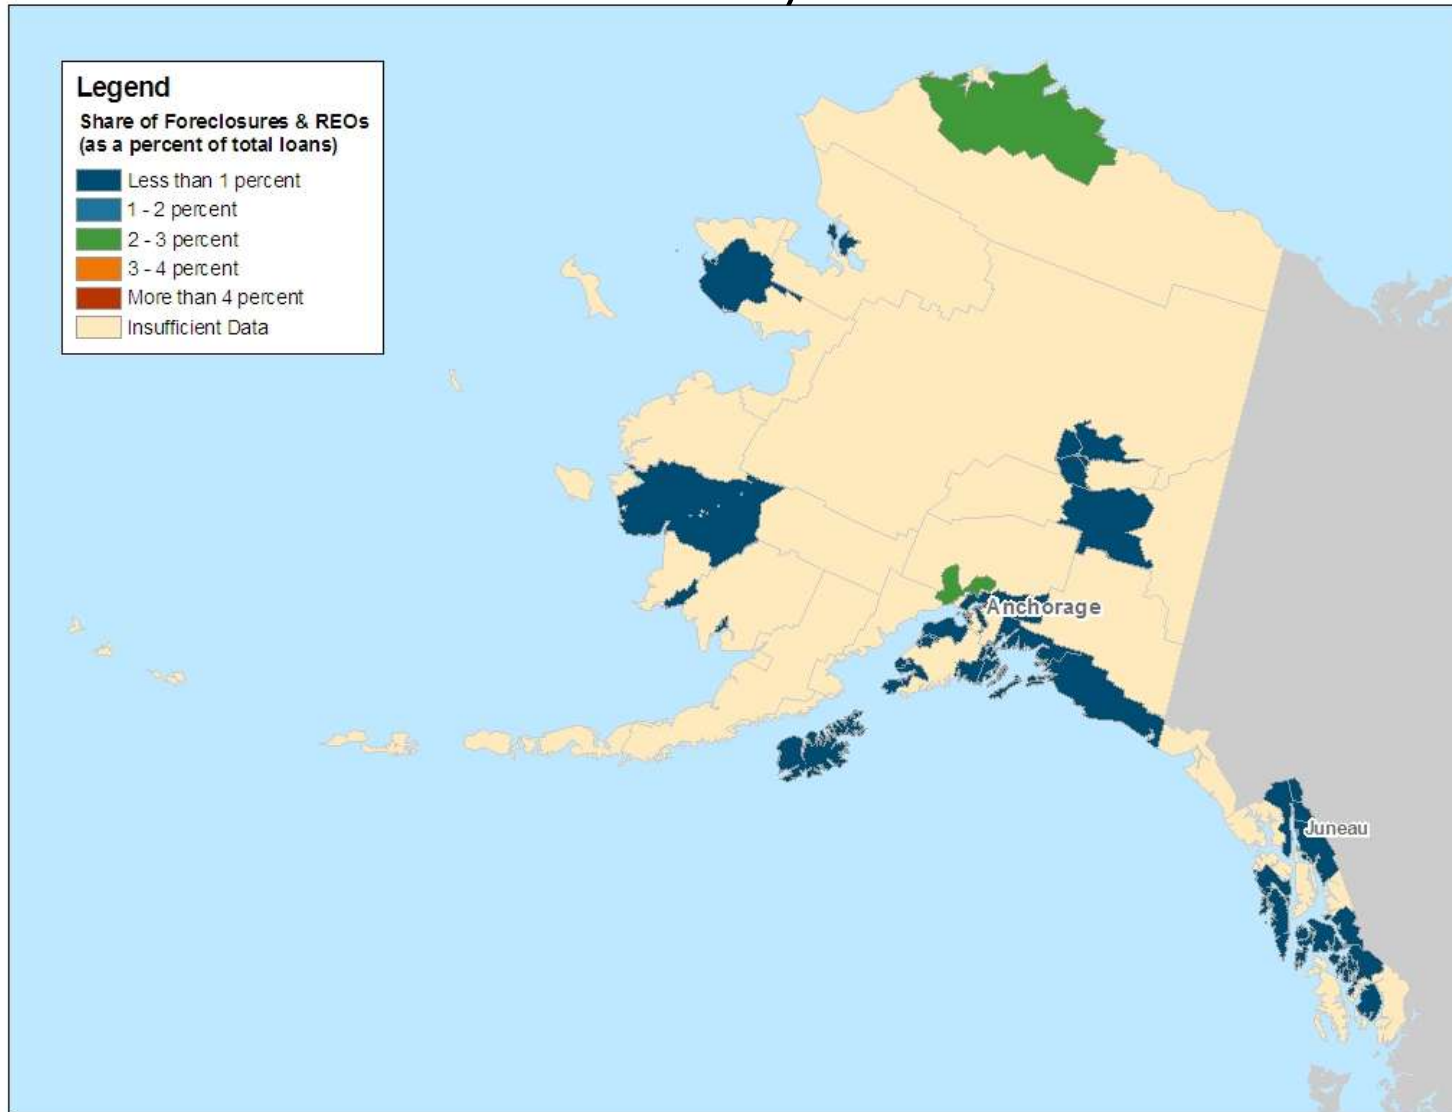 Legend
Share of Foreclosures & REOs
(as a percent of total loans)
Less than 1 percent
1 - 2 percent
2 - 3 percent
3 - 4 percent
More than 4 percent
Insufficient Data
Anchorage
Juneau